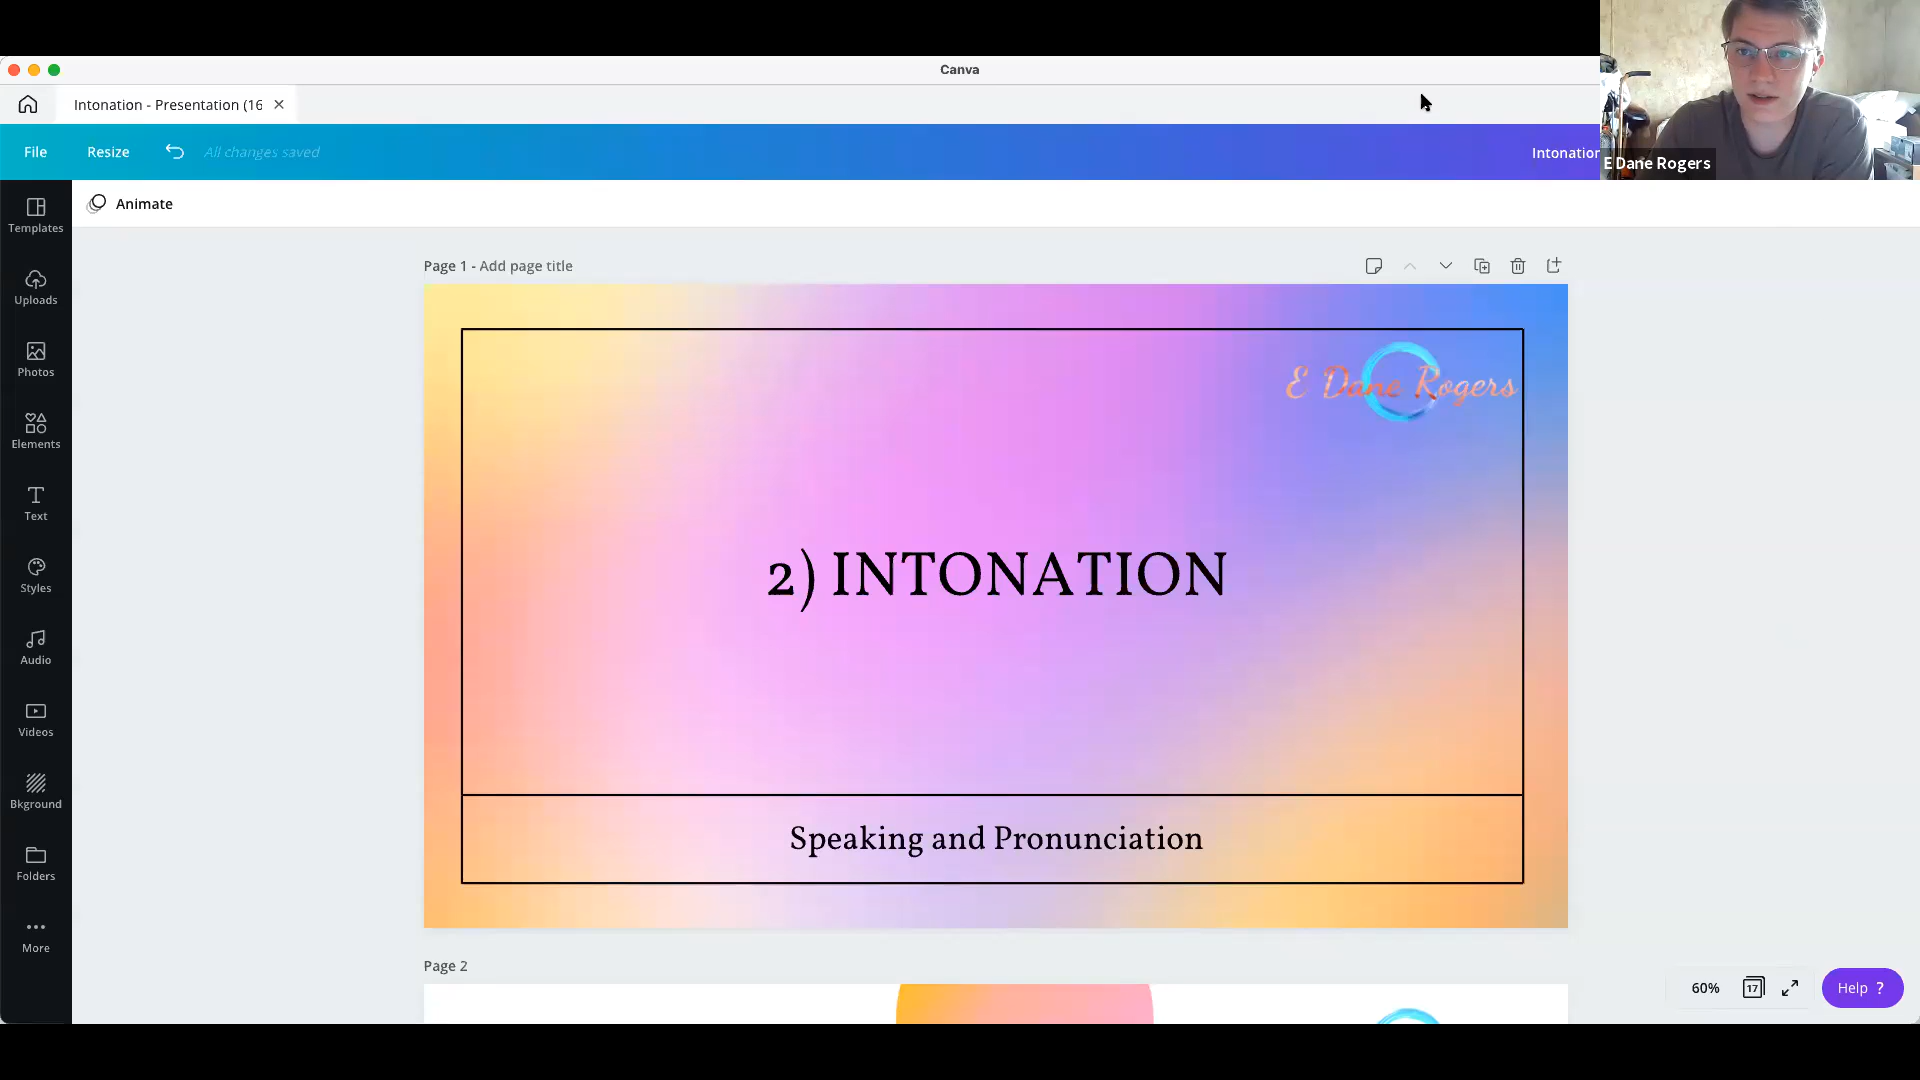 Canva
Intonation - Presentation (16
File
Resize
All changes saved
Intonation
E Dane Rogers
Animate
Templates
Uploads
Photos
Elements
Text
Styles
Audio
Videos
Bkground
Folders
More
Page 1 - Add page title
E Dane Rogers
2) INTONATION
Speaking and Pronunciation
Page 2
60%
17
Help ?